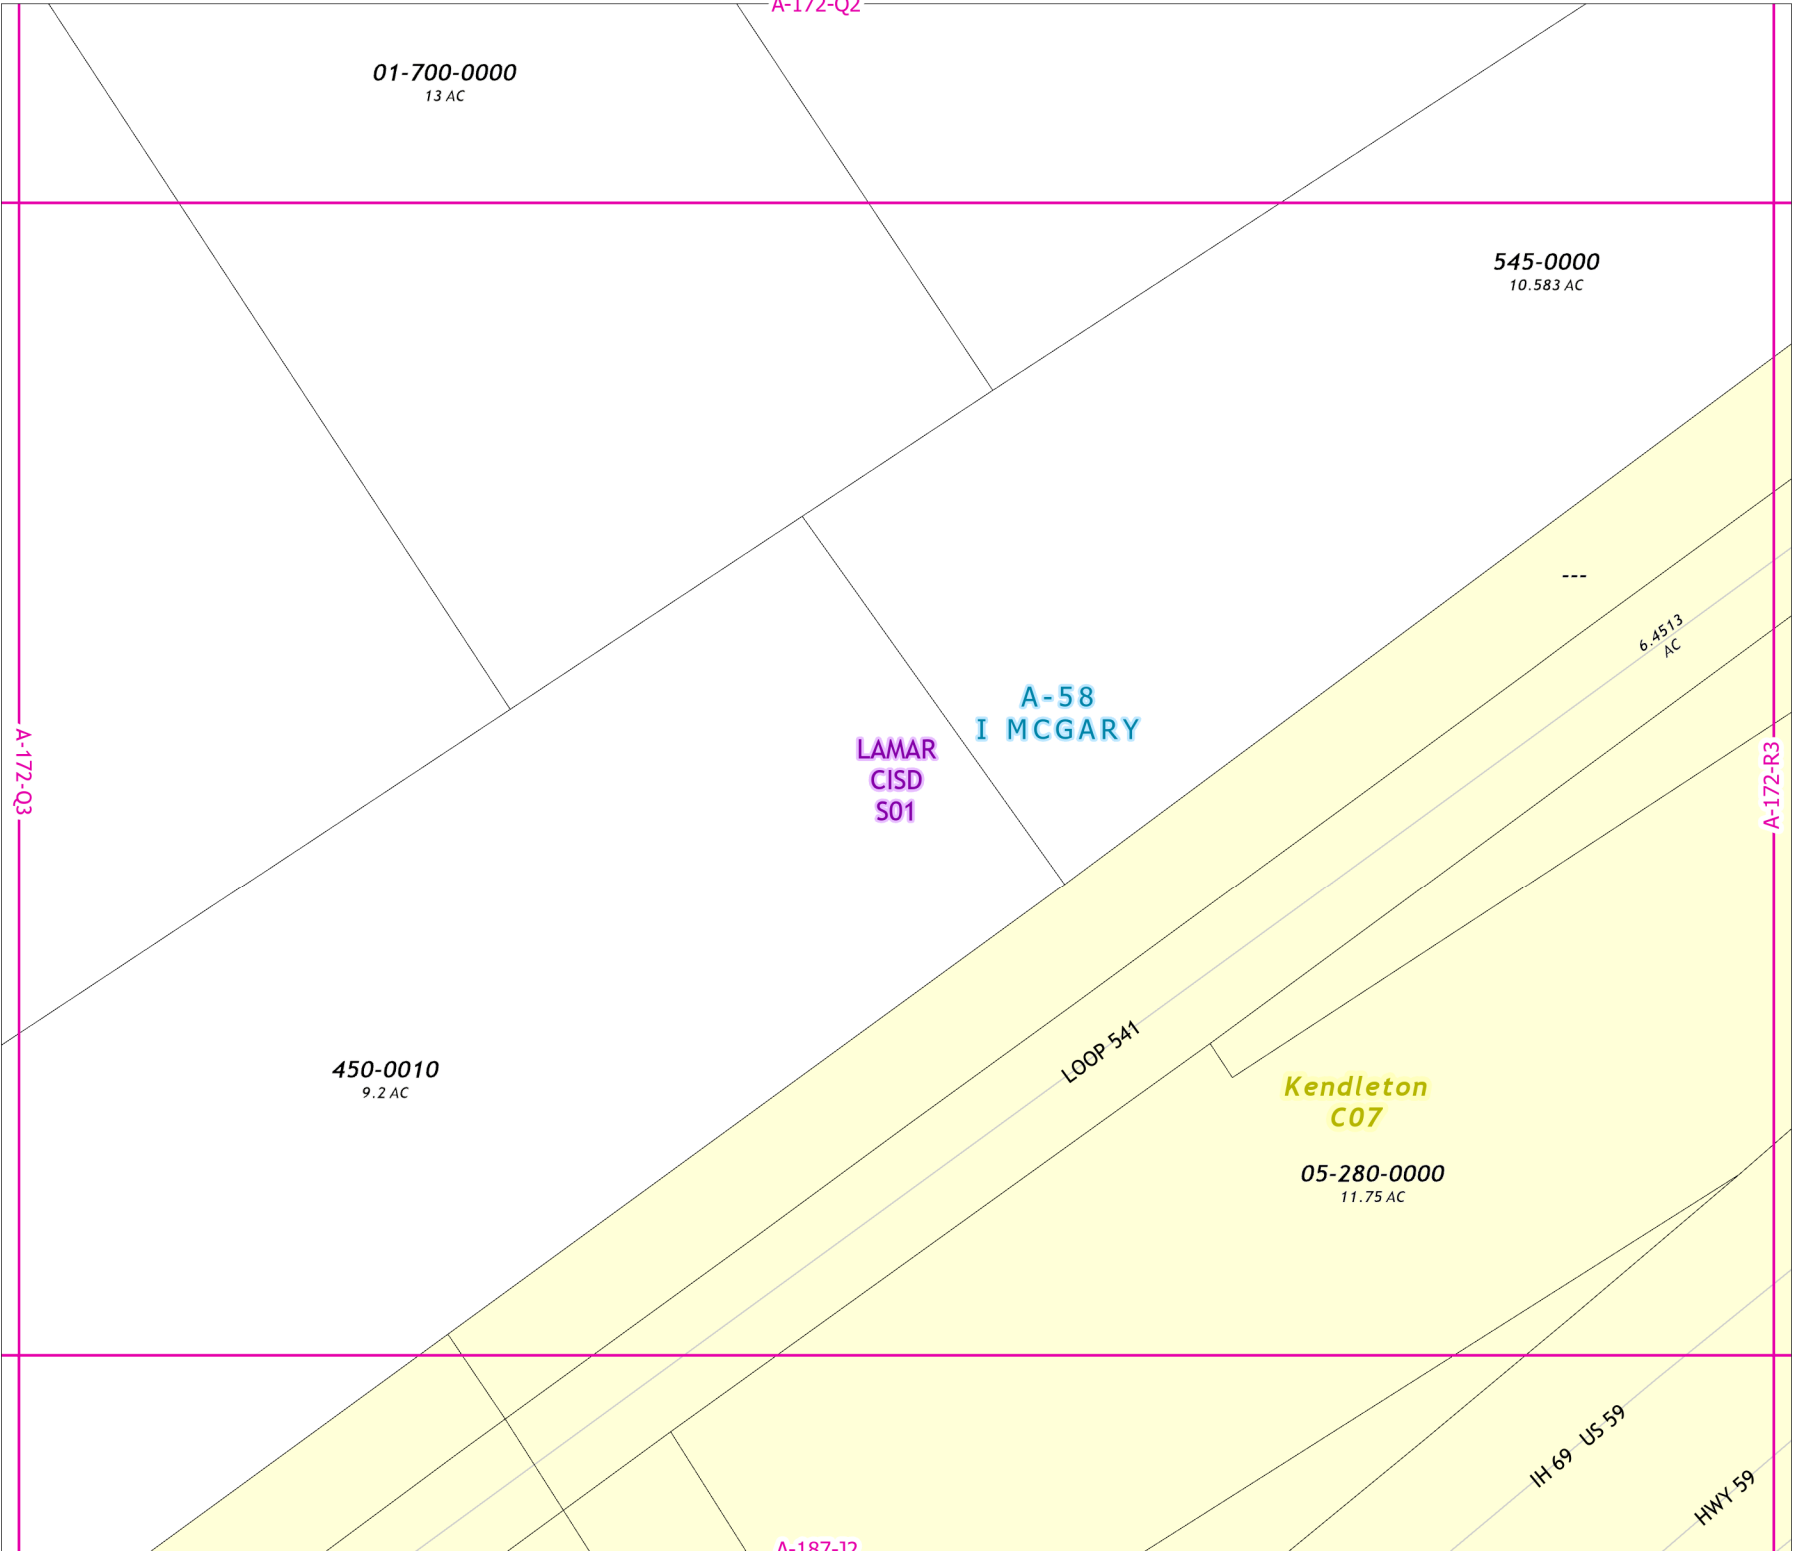 A-172-Q2
01-700-0000
13 AC
545-0000
10.583 AC
---
6.4513
AC
A-58
I MCGARY
LAMAR
CISD
S01
A-172-Q3
A-172-R3
LOOP 541
450-0010
9.2 AC
Kendleton
C07
05-280-0000
11.75 AC
IH 69 US 59
HWY 59
A-187-J2